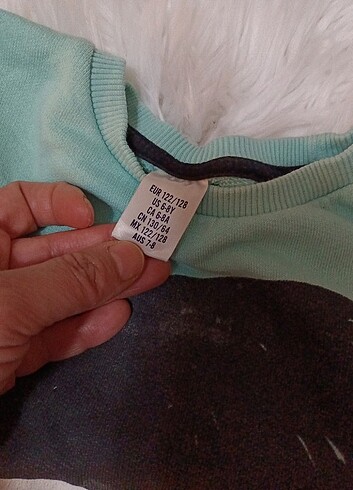 EUR 122/128
US 6-8Y
CA 6-8A
CN 130/64
MX 122/128
AUS 7-8